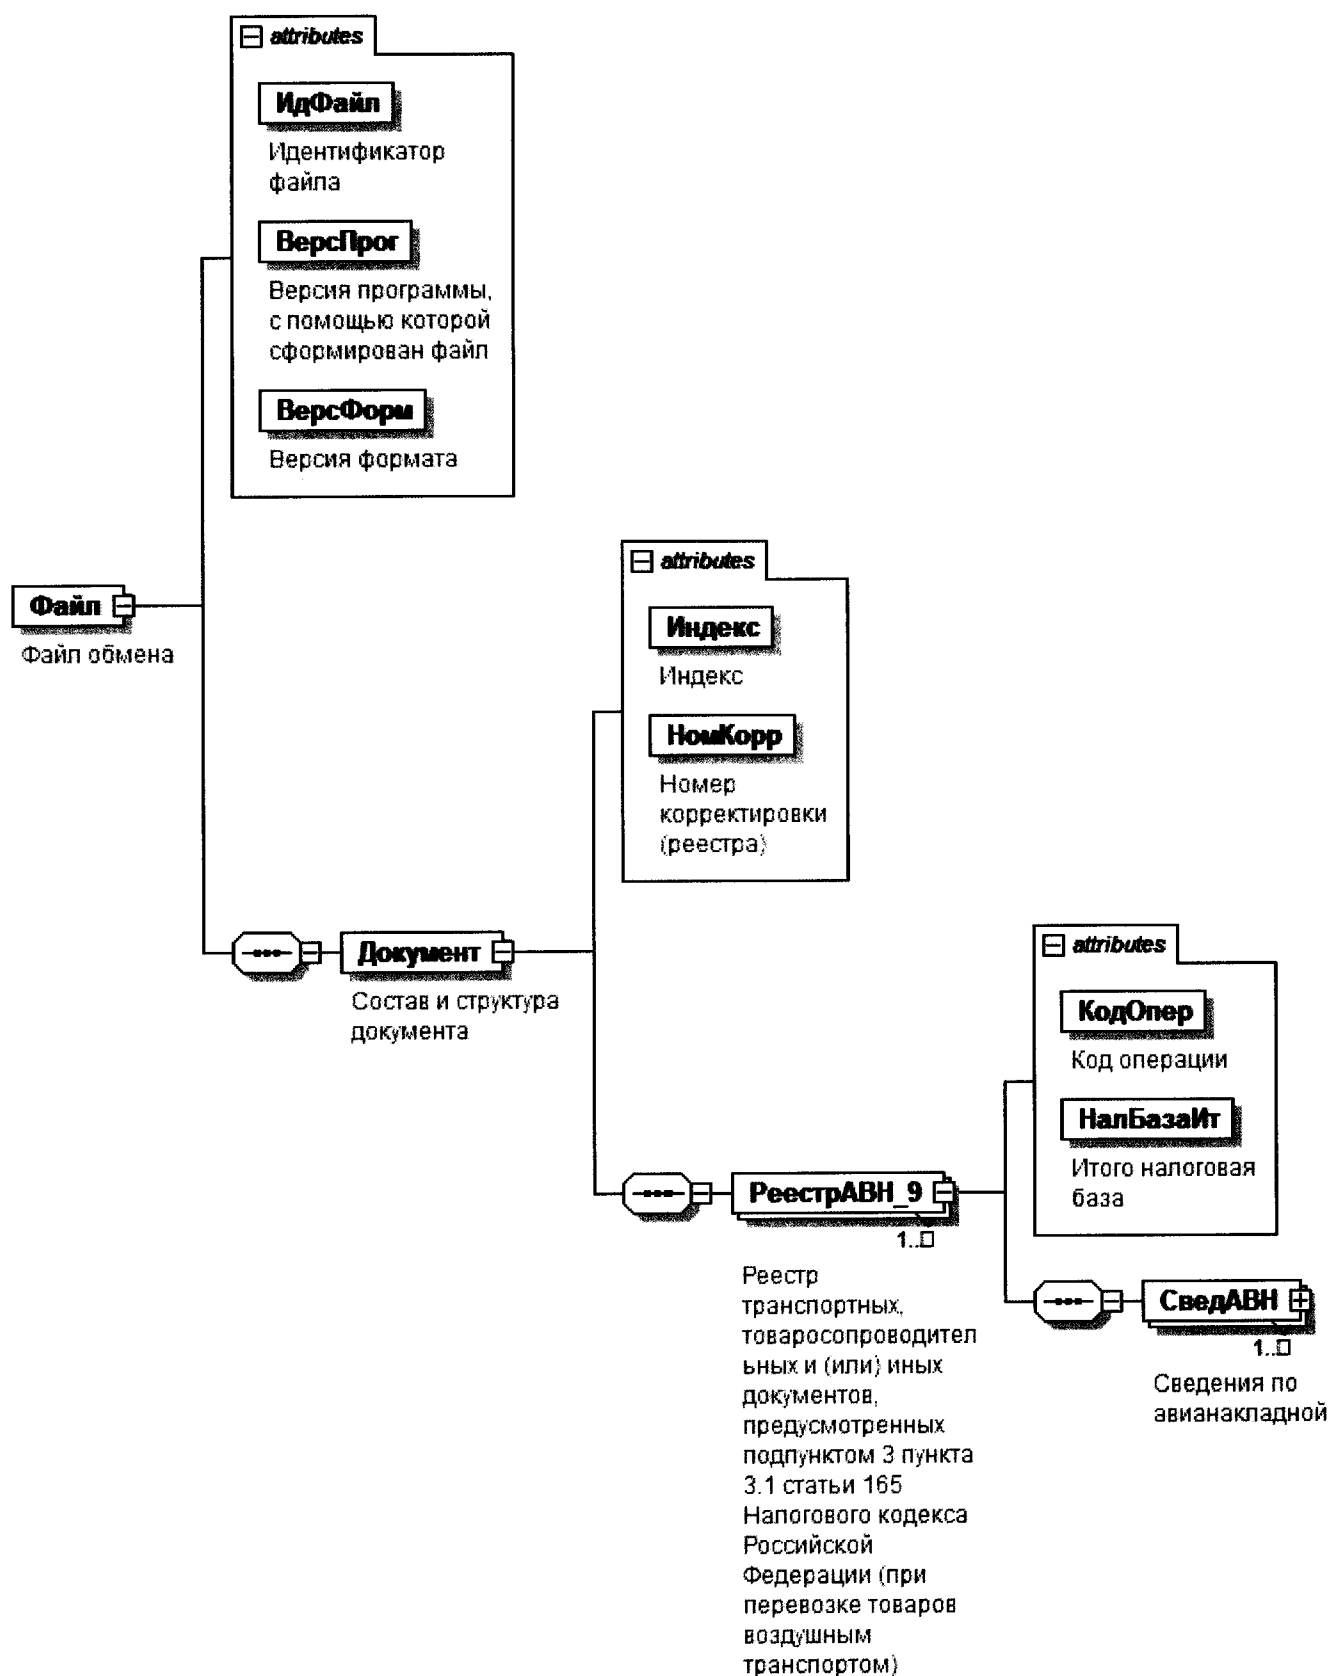 attributes
ИдФайл
Идентификатор
файла
ВерсПрог
Версия программы,
с помощью которой
сформирован файл
ВерсФорм
Версия формата
Файл
Файл обмена
attributes
Индекс
Индекс
НомКорр
Номер
корректировки
(реестра)
Документ
Состав и структура
документа
attributes
КодОпер
Код операции
НалБазаИт
Итого налоговая
база
РеестрАВН_9
1..□
Реестр
транспортных,
товаросопроводител
ьных и (или) иных
документов,
предусмотренных
подпунктом 3 пункта
3.1 статьи 165
Налогового кодекса
Российской
Федерации (при
перевозке товаров
воздушным
транспортом)
СведАВН
1..□
Сведения по
авианакладной